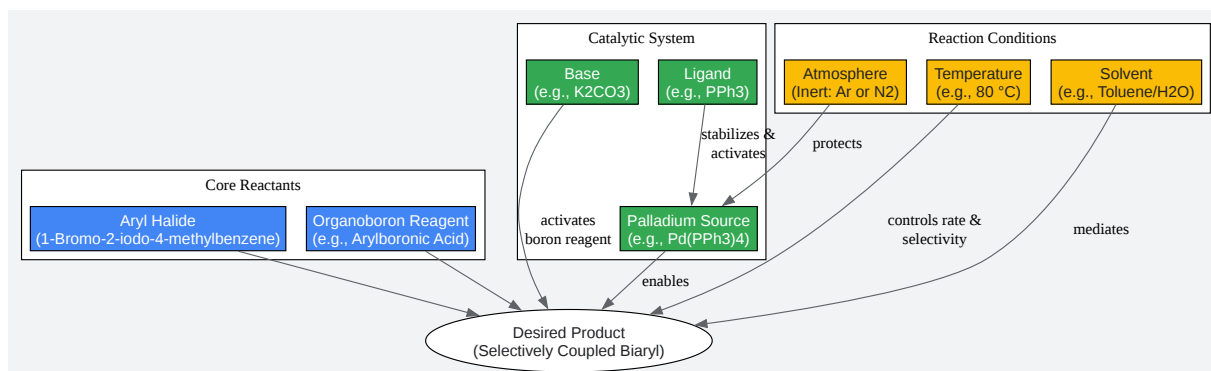 Catalytic System
Reaction Conditions
Base
(e.g., K2CO3)
Ligand
(e.g., PPh3)
Atmosphere
(Inert: Ar or N2)
Temperature
(e.g., 80 °C)
Solvent
(e.g., Toluene/H2O)
stabilizes &
activates
protects
Core Reactants
Aryl Halide
(1-Bromo-2-iodo-4-methylbenzene)
Organoboron Reagent
(e.g., Arylboronic Acid)
activates
boron reagent
Palladium Source
(e.g., Pd(PPh3)4)
controls rate &
selectivity
mediates
enables
Desired Product
(Selectively Coupled Biaryl)